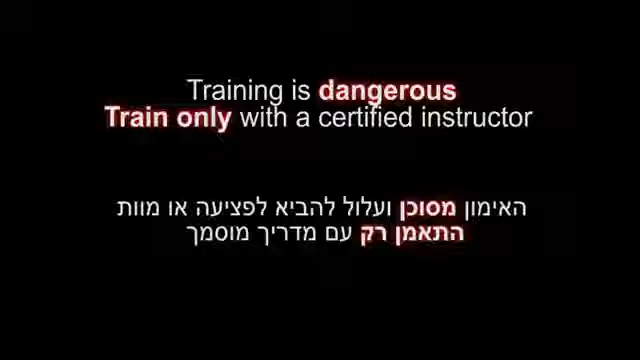 Training is dangerous
Train only with a certified instructor
האימון מסוכן ועלול להביא לפציעה או מוות
התאמן רק עם מדריך מוסמך